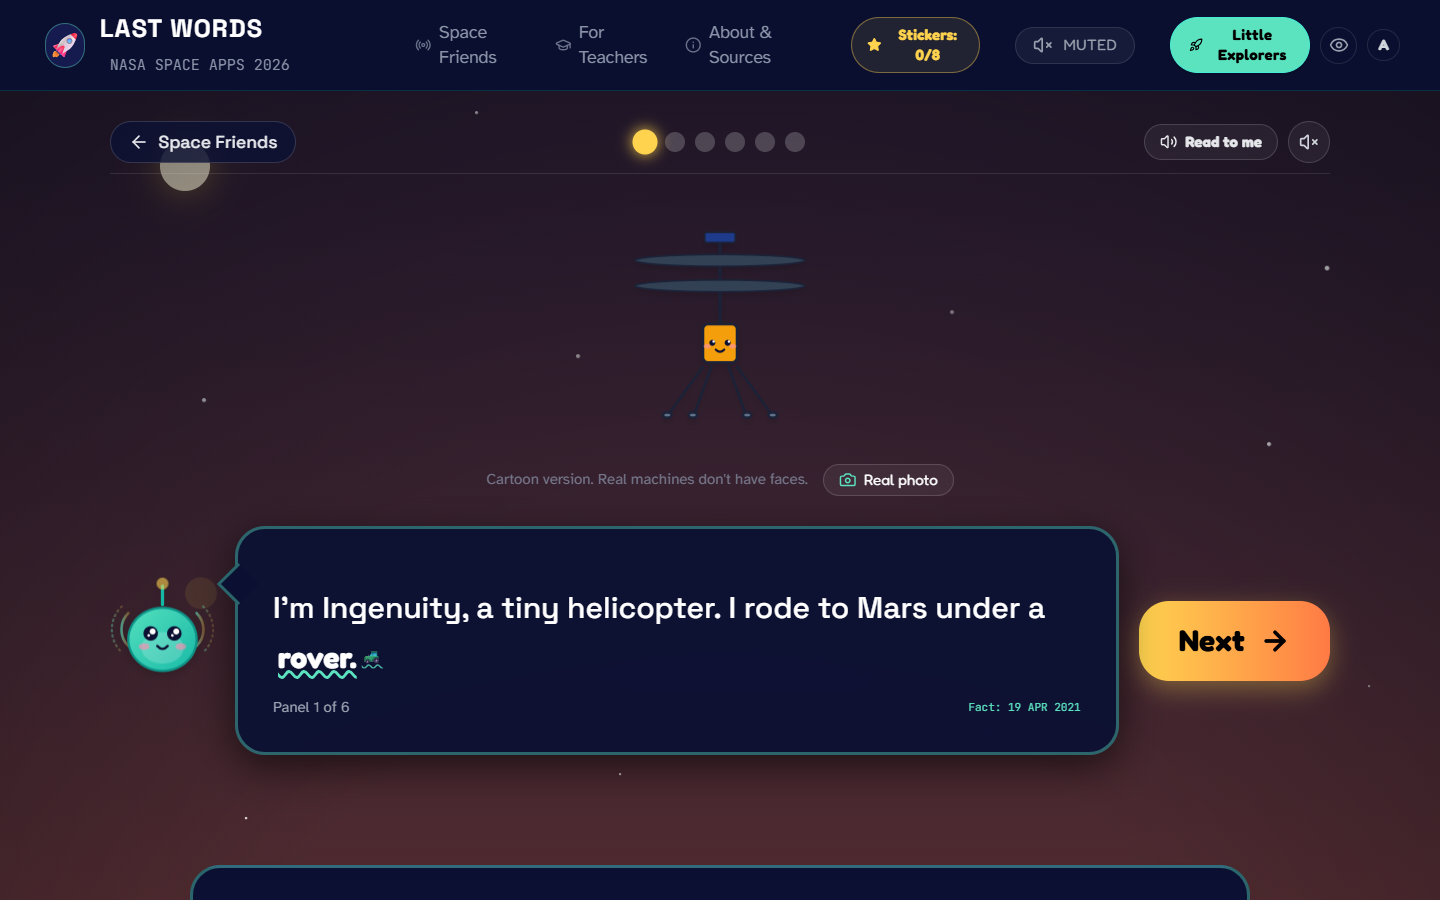 LAST WORDS
NASA SPACE APPS 2026
Space
Friends
For
Teachers
About &
Sources
Stickers:
0/8
MUTED
Little
Explorers
A
Space Friends
Read to me
Cartoon version. Real machines don't have faces.
Real photo
I'm Ingenuity, a tiny helicopter. I rode to Mars under a
rover.
Panel 1 of 6
Fact: 19 APR 2021
Next